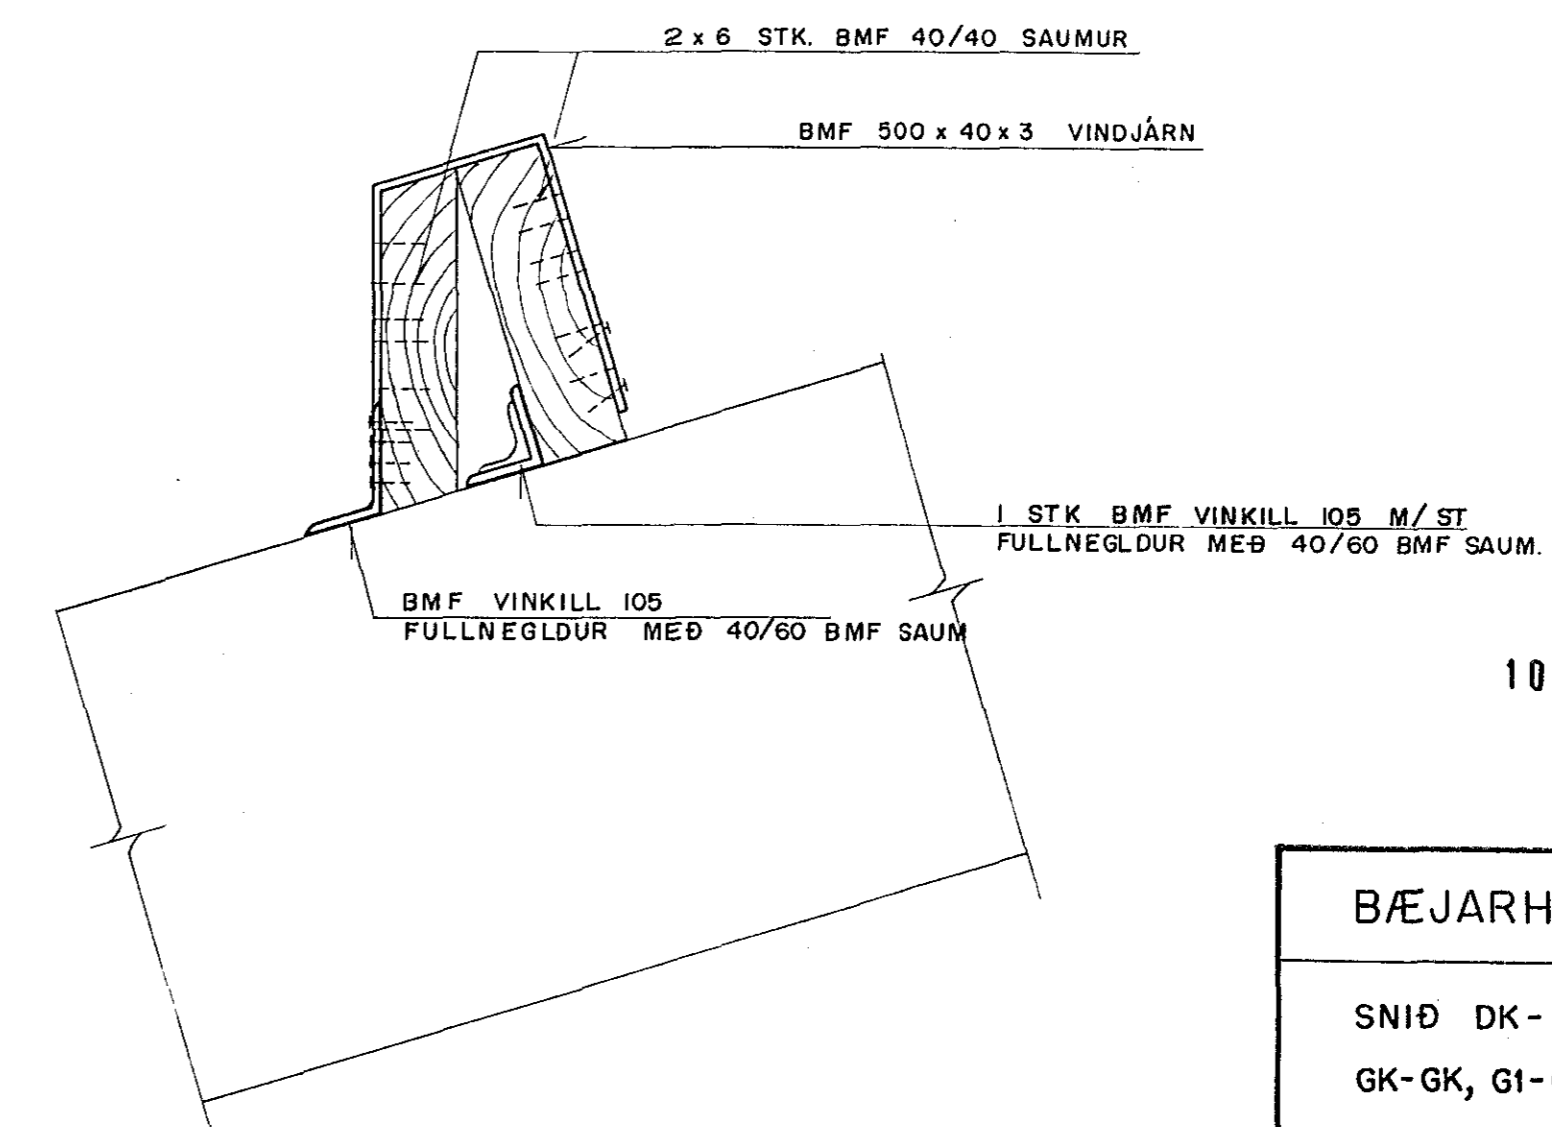 2 x 6 STK. BMF 40/40 SAUMUR
BMF 500 x 40 x 3 VINDJÁRN
1 STK BMF VINKILL 105 M/ST
FULLNEGLDUR MEÐ 40/60 BMF SAUM.
BMF VINKILL 105
FULLNEGLDUR MEÐ 40/60 BMF SAUM
10
BÆJARH
SNIÐ DK-
GK-GK, G1-